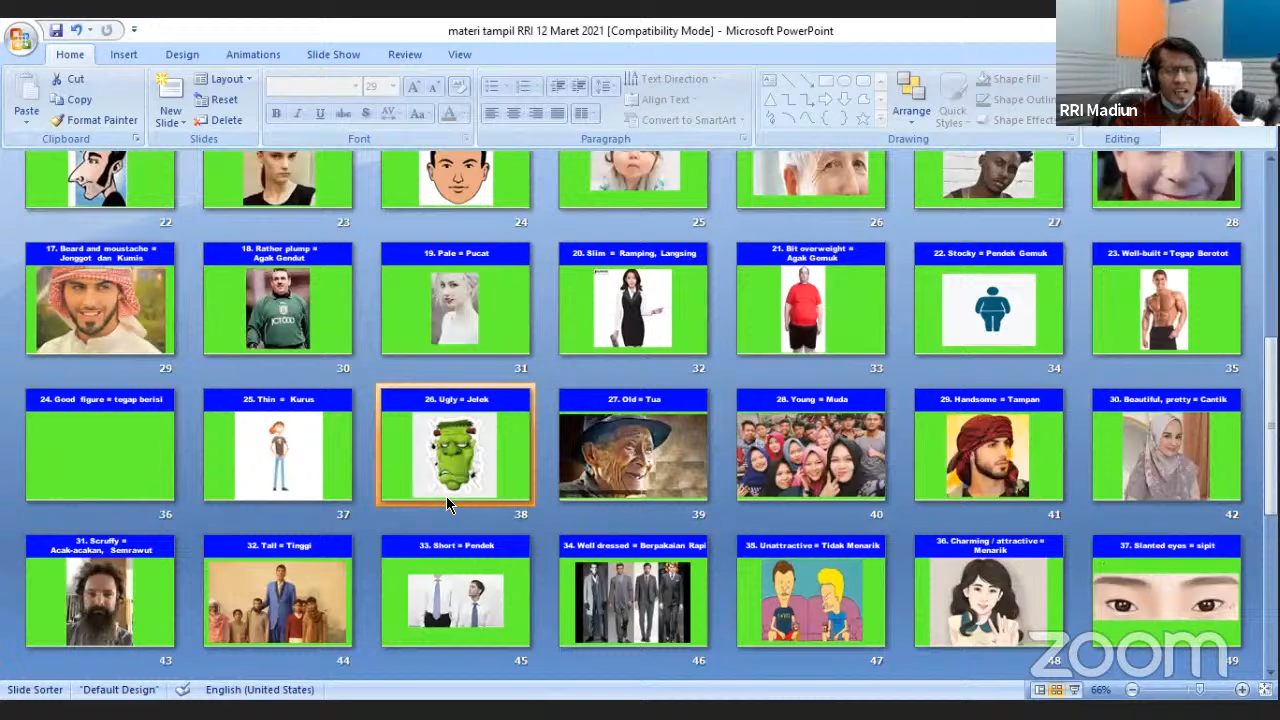 materi tampil RRI 12 Maret 2021 [Compatibility Mode] - Microsoft PowerPoint
Home Insert Design Slide Show Animations Review View
Cut
Copy
Format Painter
Paste
Clipboard
New
Slide
Layout
Reset
Delete
Slides
29
B I U abc S AV Aa A
Font
Text Direction
Align Text
Convert to SmartArt
Paragraph
Arrange
Quick
Styles
Shape Fill
Shape Outline
Shape Effects
Drawing
Editing
RRI Madiun
22 23 24 25 26 27 28
17. Beard and moustache =
Jenggot dan Kumis
29
18. Rather plump =
Agak Gendut
30
19. Pale = Pucat
31
20. Slim = Ramping, Langsing
32
21. Bit overweight =
Agak Gemuk
33
22. Stocky = Pendek Gemuk
34
23. Well-built = Tegap Berotot
35
24. Good figure = tegap berisi
36
25. Thin = Kurus
37
26. Ugly = Jelek
38
27. Old = Tua
39
28. Young = Muda
40
29. Handsome = Tampan
41
30. Beautiful, pretty = Cantik
42
31. Scruffy =
Acak-acakan, Semrawut
43
32. Tall = Tinggi
44
33. Short = Pendek
45
34. Well dressed = Berpakaian Rapi
46
35. Unattractive = Tidak Menarik
47
36. Charming / attractive =
Menarik
48
37. Slanted eyes = sipit
49
zoom
Slide Sorter "Default Design" English (United States) 66%